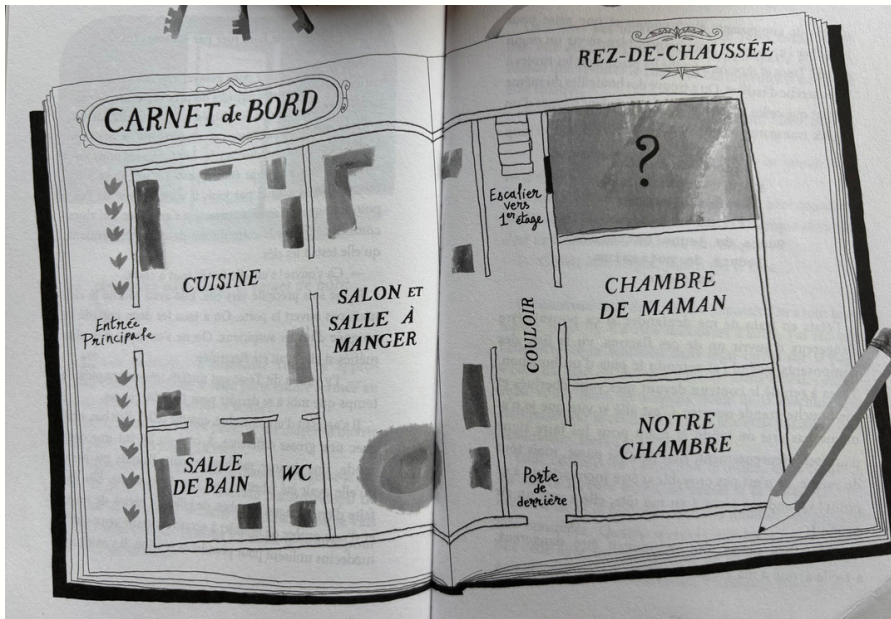 CARNET de BORD
REZ-DE-CHAUSSÉE
?
Escalier
vers
1er étage
CUISINE
SALON ET
SALLE À
MANGER
CHAMBRE
DE MAMAN
Entrée
Principale
COULOIR
SALLE
DE BAIN
WC
NOTRE
CHAMBRE
Porte
de
derrière